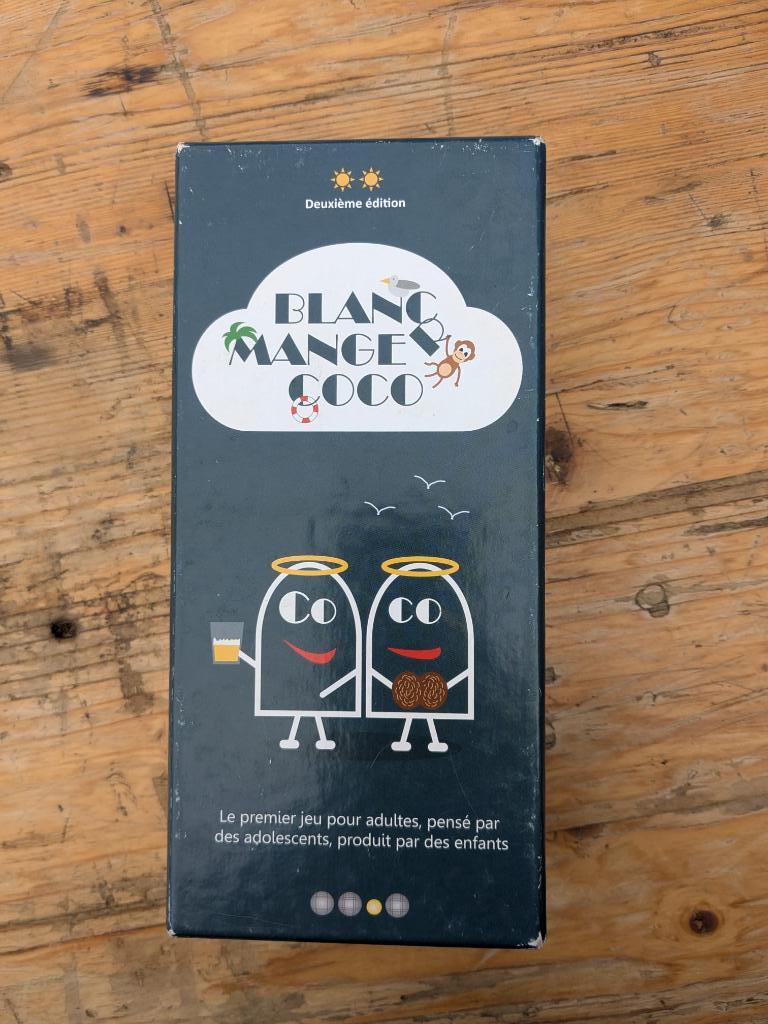 Deuxième édition
BLANC
MANGER
COCO
CO CO
Le premier jeu pour adultes, pensé par
des adolescents, produit par des enfants